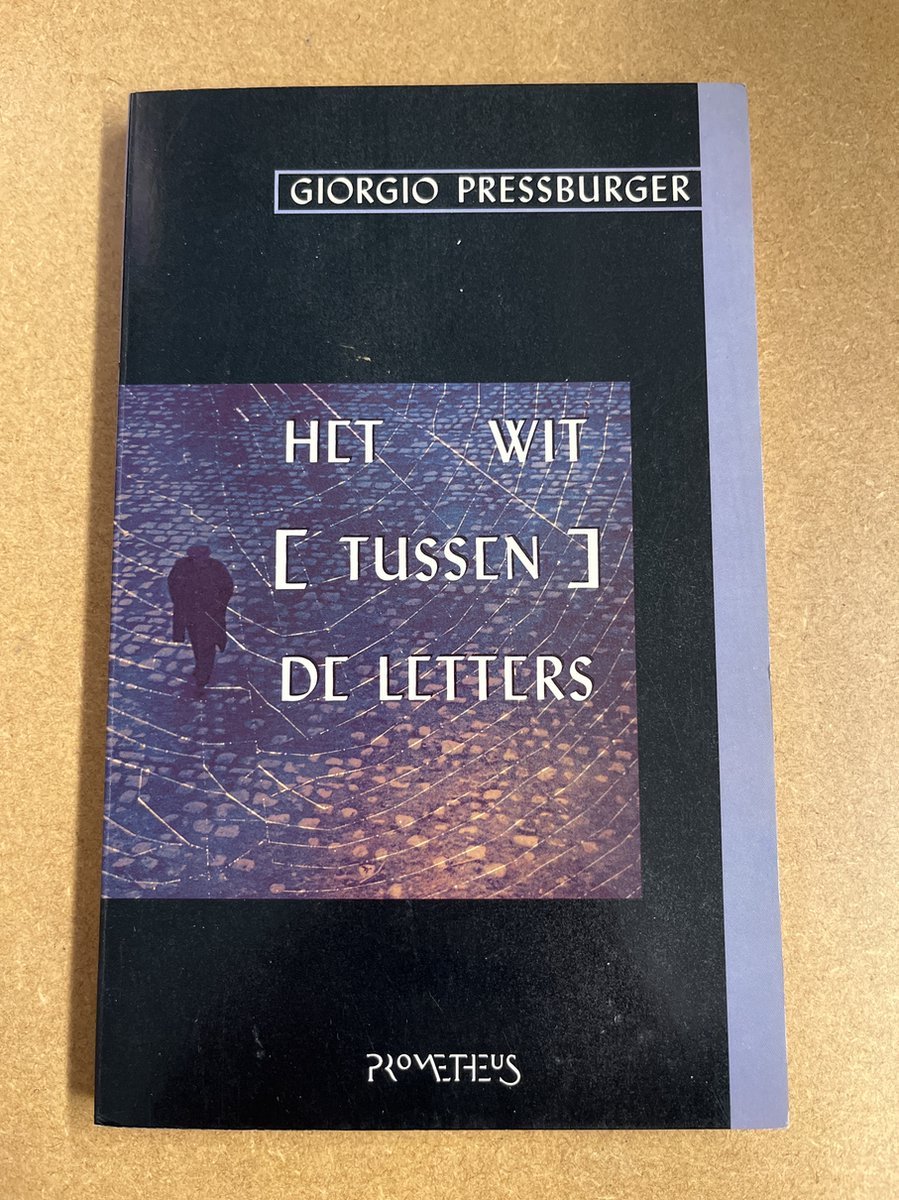 GIORGIO PRESSBURGER
HET WIT
[ TUSSEN ]
DE LETTERS
PROMETHEUS